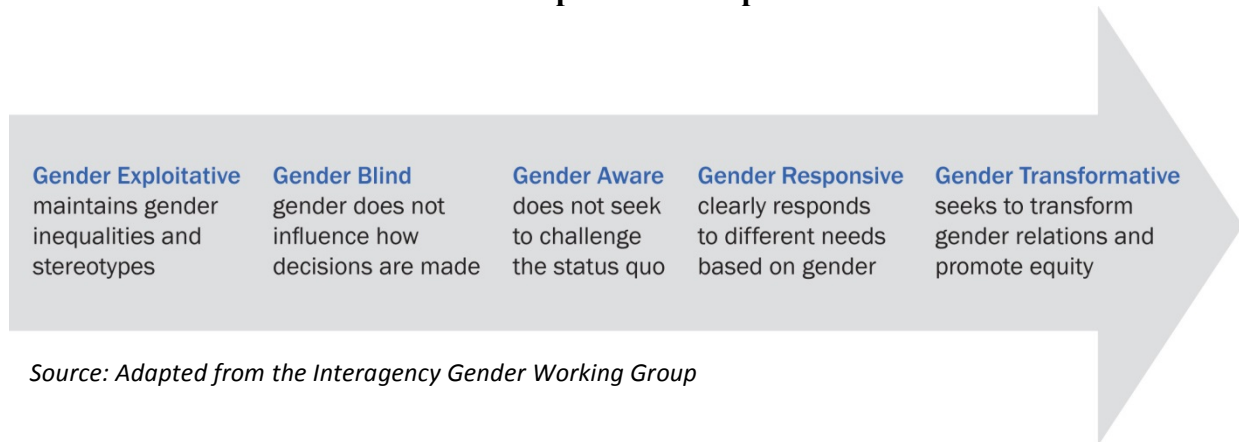 Gender Exploitative
maintains gender
inequalities and
stereotypes
Gender Blind
gender does not
influence how
decisions are made
Gender Aware
does not seek
to challenge
the status quo
Gender Responsive
clearly responds
to different needs
based on gender
Gender Transformative
seeks to transform
gender relations and
promote equity
Source: Adapted from the Interagency Gender Working Group